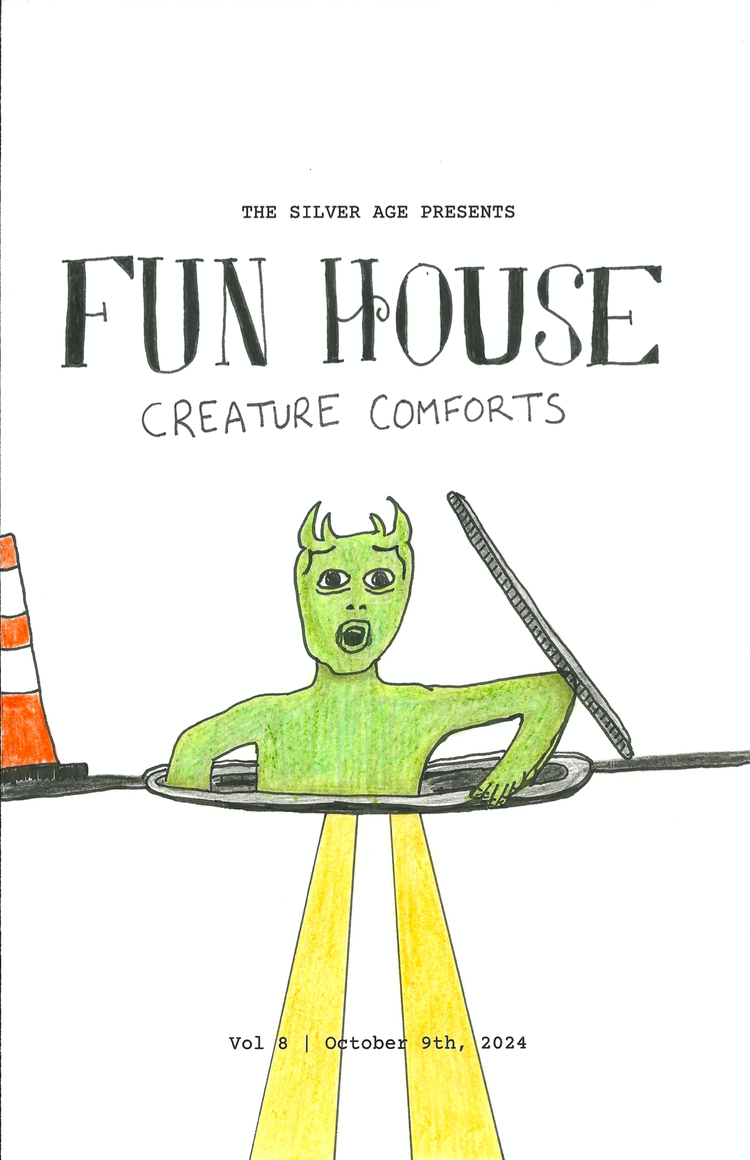 THE SILVER AGE PRESENTS
FUN HOUSE
CREATURE COMFORTS
Vol 8 | October 9th, 2024